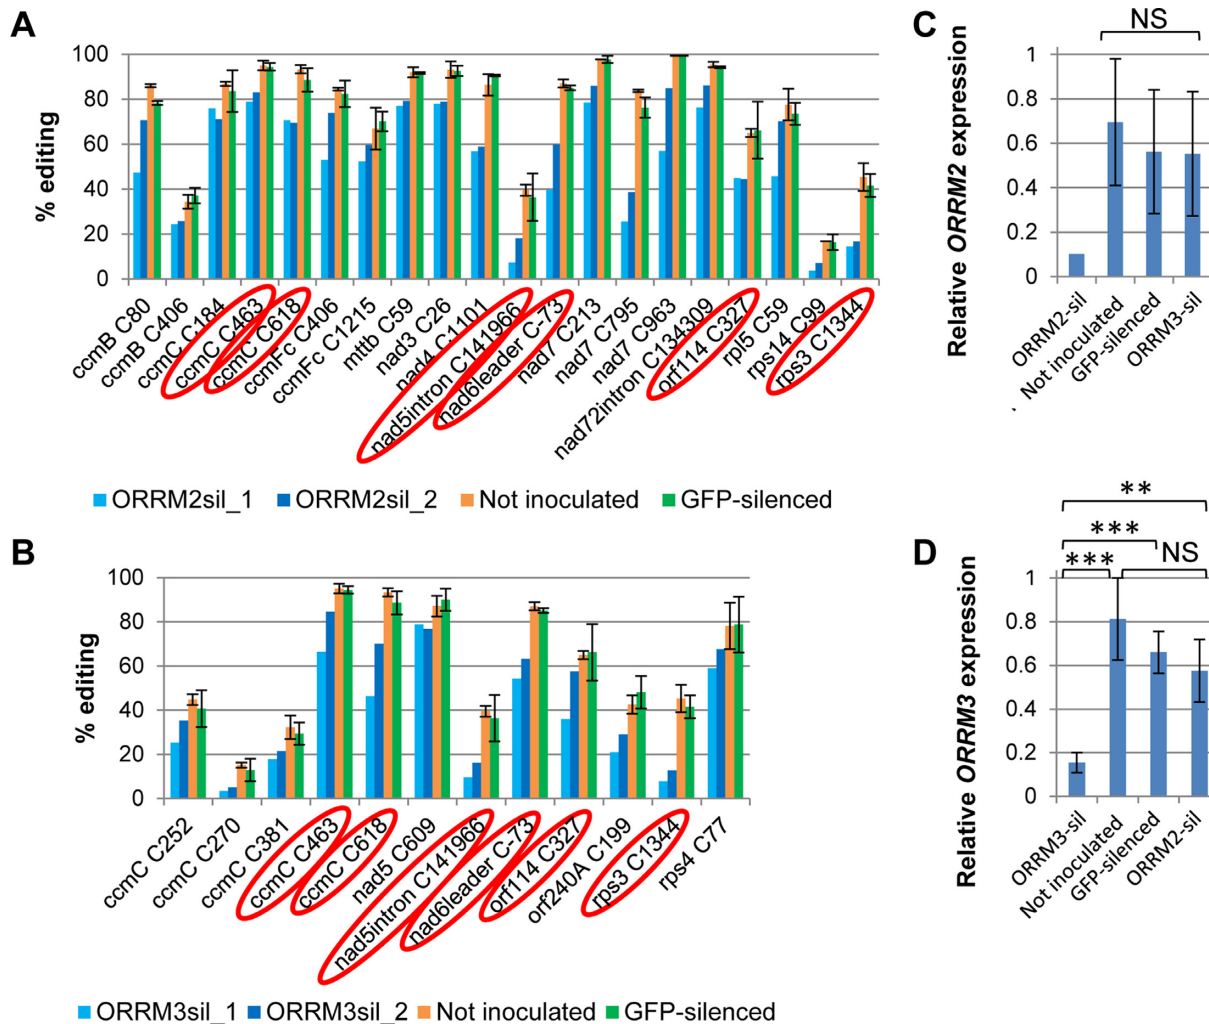 A
% editing
100
80
60
40
20
0
ccmB C80
ccmB C406
ccmC C184
ccmC C463
ccmC C618
ccmFc C406
ccmFc C1215
mttb C59
nad3 C26
nad4 C1101
nad5intron C141966
nad6leader C-73
nad7 C213
nad7 C795
nad7 C963
nad72intron C134309
orf114 C327
rpl5 C59
rps14 C99
rps3 C1344
ORRM2sil_1 ORRM2sil_2 Not inoculated GFP-silenced
C
NS
Relative ORRM2 expression
1
0.8
0.6
0.4
0.2
0
ORRM2-sil
Not inoculated
GFP-silenced
ORRM3-sil
B
% editing
100
80
60
40
20
0
ccmC C252
ccmC C270
ccmC C381
ccmC C463
ccmC C618
nad5 C609
nad5intron C141966
nad6leader C-73
orf114 C327
orf240A C199
rps3 C1344
rps4 C77
ORRM3sil_1 ORRM3sil_2 Not inoculated GFP-silenced
D
**
***
*** NS
Relative ORRM3 expression
1
0.8
0.6
0.4
0.2
0
ORRM3-sil
Not inoculated
GFP-silenced
ORRM2-sil